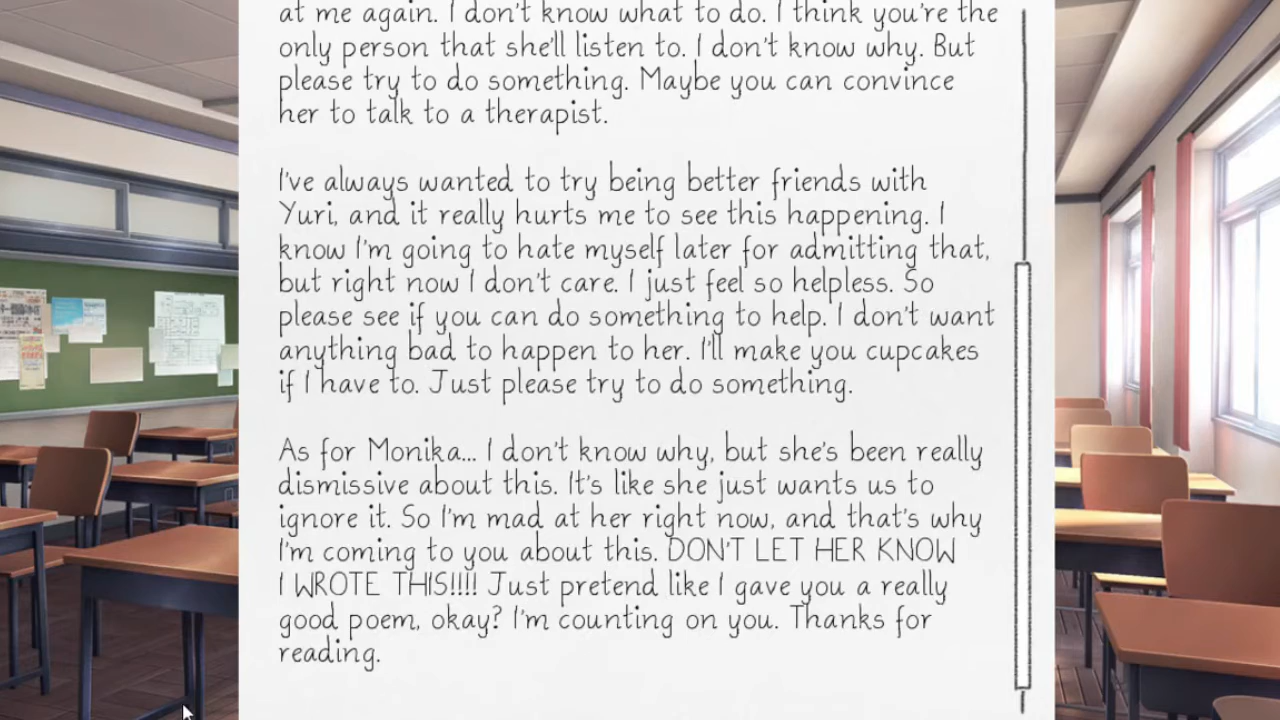 at me again. I don't know what to do. I think you're the
only person that she'll listen to. I don't know why. But
please try to do something. Maybe you can convince
her to talk to a therapist.
I've always wanted to try being better friends with
Yuri, and it really hurts me to see this happening. I
know I'm going to hate myself later for admitting that,
but right now I don't care. I just feel so helpless. So
please see if you can do something to help. I don't want
anything bad to happen to her. I'll make you cupcakes
if I have to. Just please try to do something.
As for Monika... I don't know why, but she's been really
dismissive about this. It's like she just wants us to
ignore it. So I'm mad at her right now, and that's why
I'm coming to you about this. DON'T LET HER KNOW
I WROTE THIS!!!! Just pretend like I gave you a really
good poem, okay? I'm counting on you. Thanks for
reading.